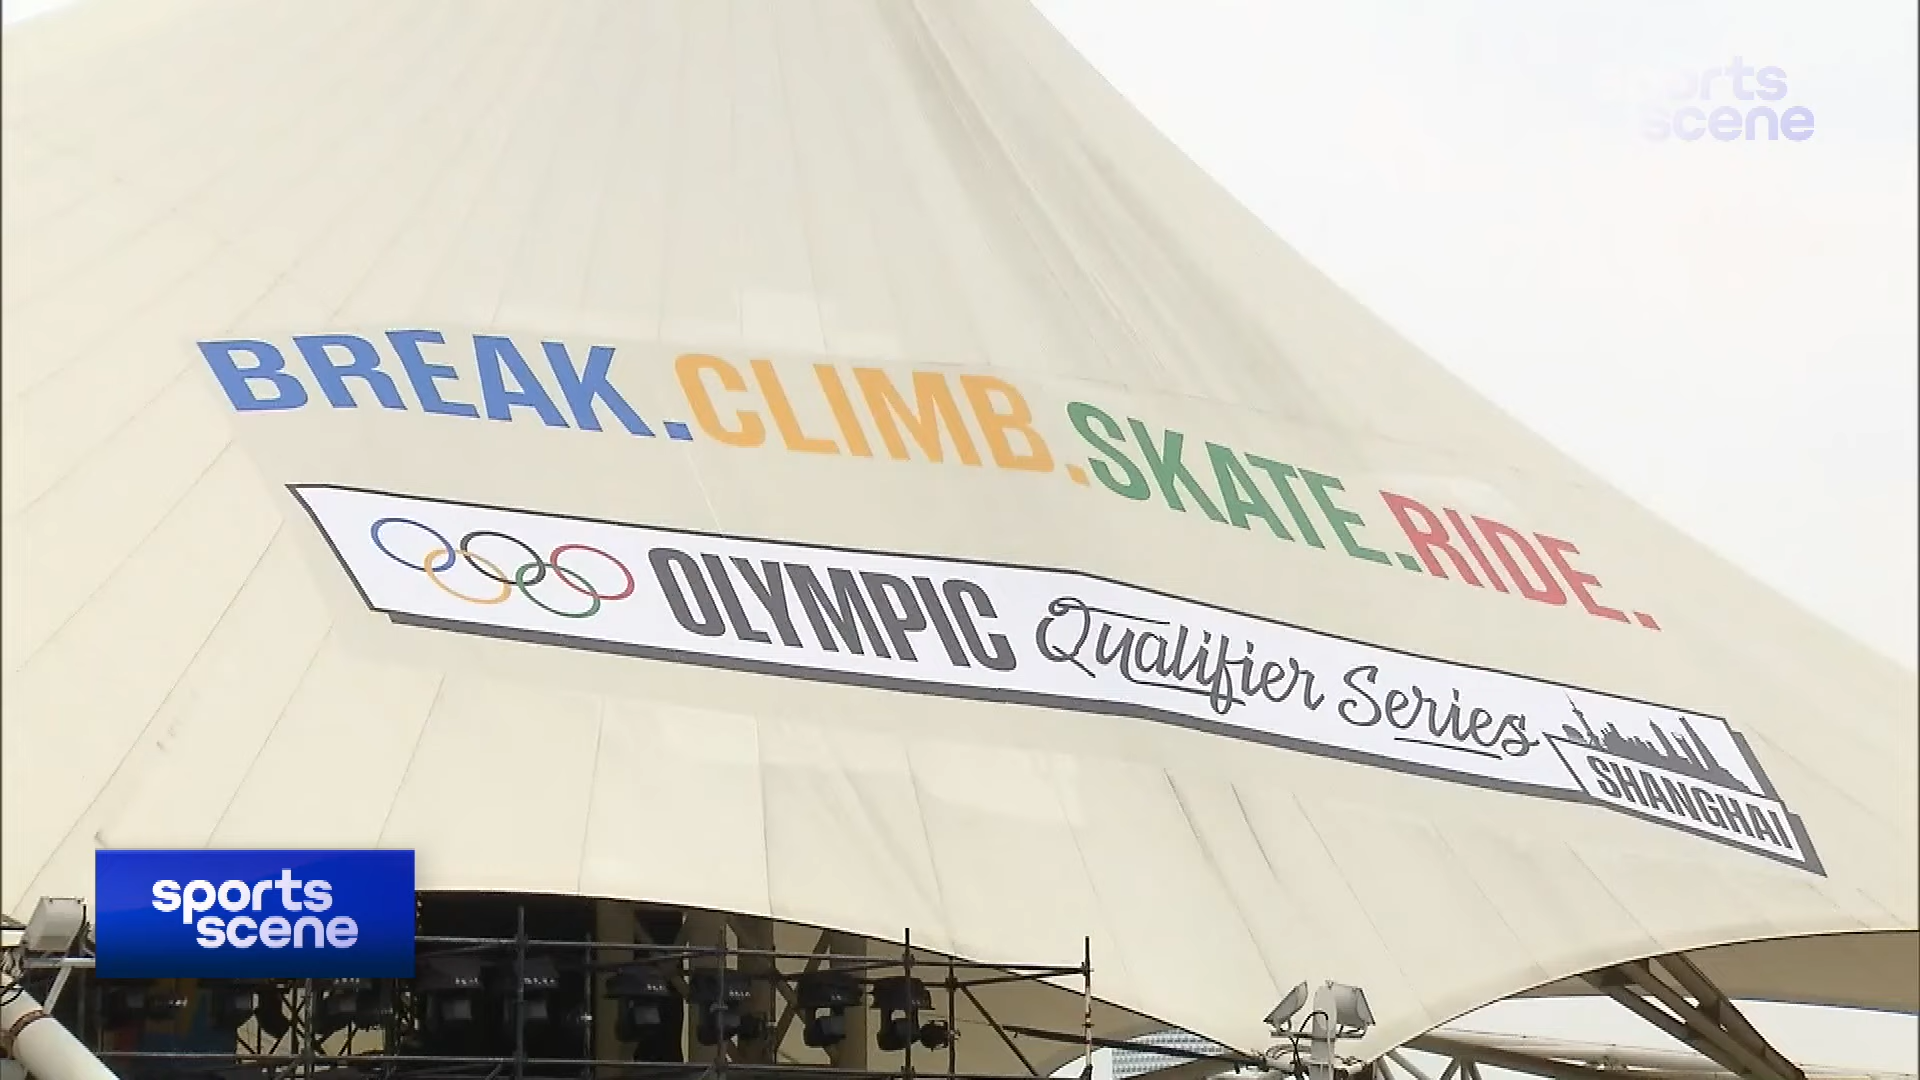 sports
scene
BREAK.CLIMB.SKATE.RIDE.
OLYMPIC Qualifier Series
SHANGHAI
sports
scene